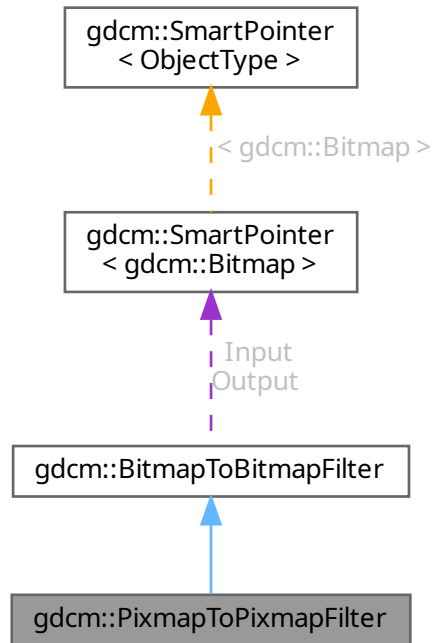 gdcm::SmartPointer
< ObjectType >
< gdcm::Bitmap >
gdcm::SmartPointer
< gdcm::Bitmap >
Input
Output
gdcm::BitmapToBitmapFilter
gdcm::PixmapToPixmapFilter